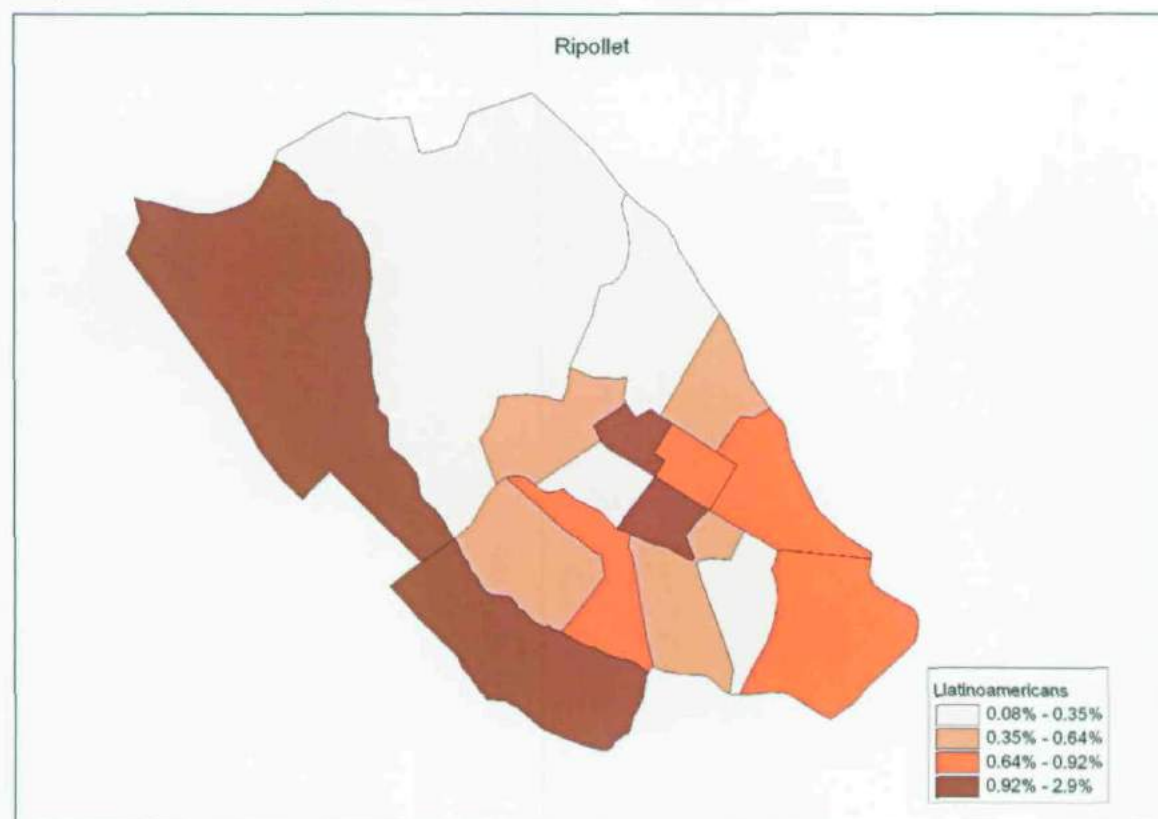 Ripollet
Llatinoamericans
0.08% - 0.35%
0.35% - 0.64%
0.64% - 0.92%
0.92% - 2.9%